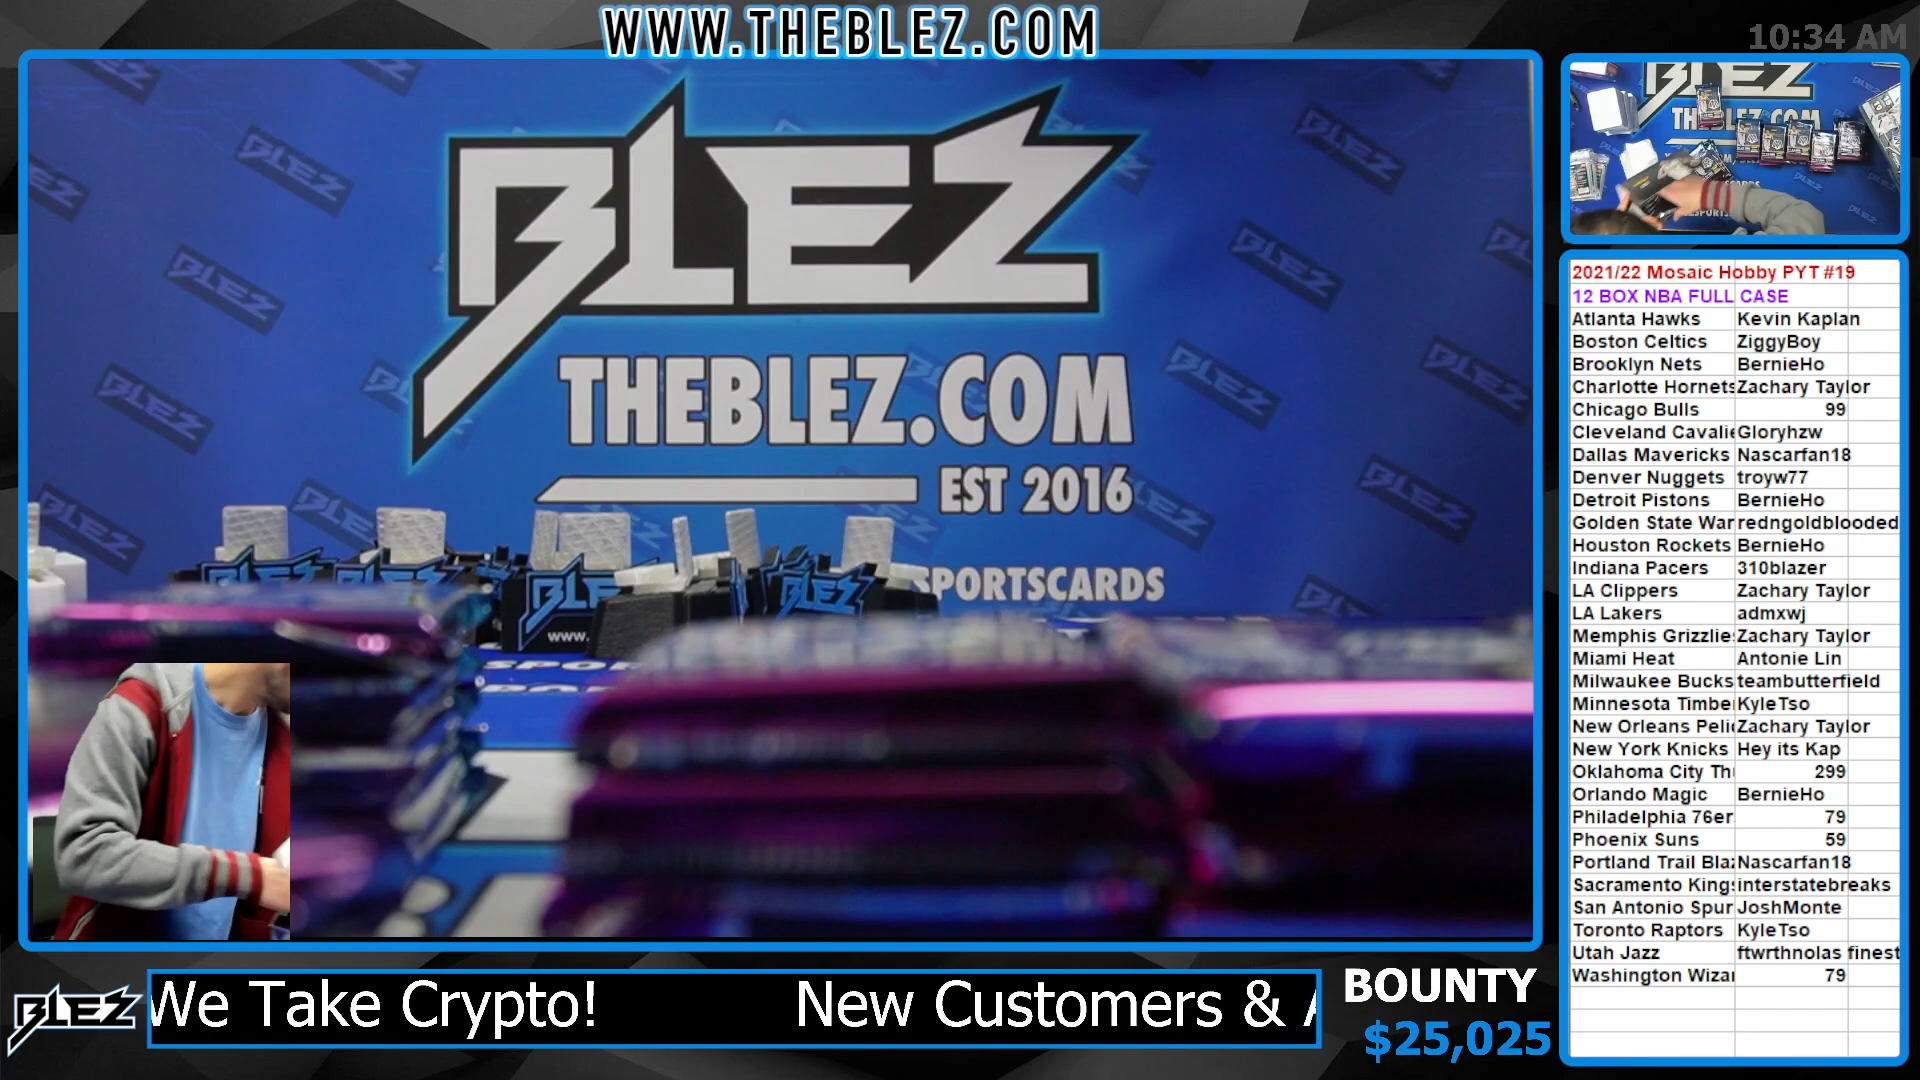 WWW.THEBLEZ.COM
10:34 AM
BLEZ
THEBLEZ.COM
EST 2016
SPORTSCARDS
www.
2021/22 Mosaic Hobby PYT #19
12 BOX NBA FULL CASE
Atlanta Hawks Kevin Kaplan
Boston Celtics ZiggyBoy
Brooklyn Nets BernieHo
Charlotte Hornets Zachary Taylor
Chicago Bulls 99
Cleveland Cavalie Gloryhzw
Dallas Mavericks Nascarfan18
Denver Nuggets troyw77
Detroit Pistons BernieHo
Golden State War redngoldblooded
Houston Rockets BernieHo
Indiana Pacers 310blazer
LA Clippers Zachary Taylor
LA Lakers admxwj
Memphis Grizzlie Zachary Taylor
Miami Heat Antonie Lin
Milwaukee Bucks teambutterfield
Minnesota Timbe KyleTso
New Orleans Peli Zachary Taylor
New York Knicks Hey its Kap
Oklahoma City Th 299
Orlando Magic BernieHo
Philadelphia 76er 79
Phoenix Suns 59
Portland Trail Bla Nascarfan18
Sacramento Kings interstatebreaks
San Antonio Spur JoshMonte
Toronto Raptors KyleTso
Utah Jazz ftwrthnolas finest
Washington Wiza 79
BLEZ
We Take Crypto! New Customers &
BOUNTY
$25,025